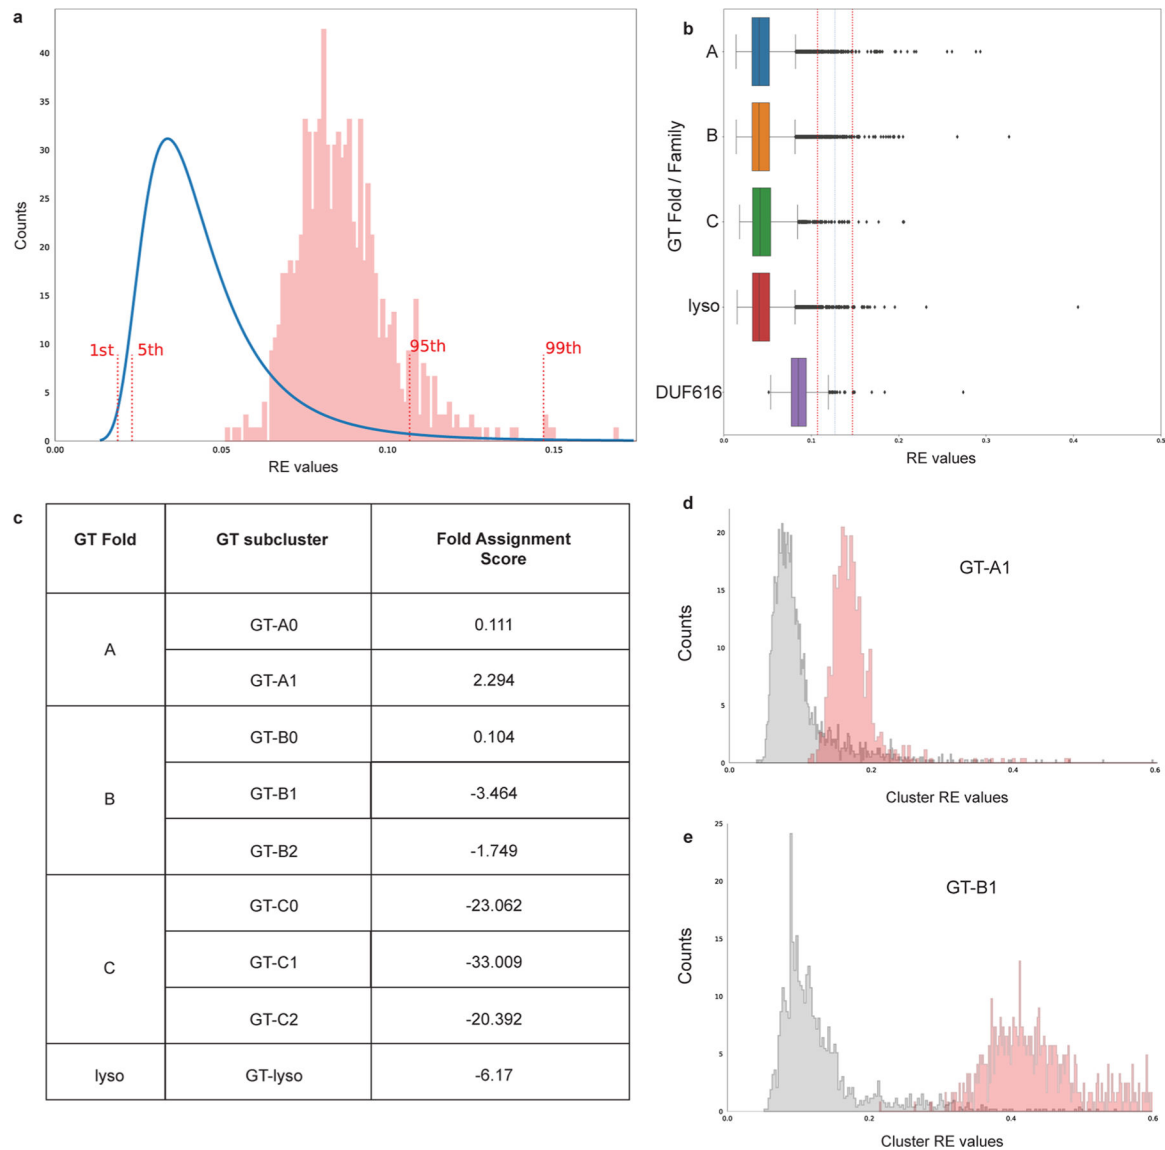 a
Counts
40
35
30
25
20
15
10
5
0
1st
5th
95th
99th
0.00
0.05
0.10
0.15
RE values
b
GT Fold / Family
A
B
C
lyso
DUF616
0.0
0.1
0.2
0.3
0.4
0.5
RE values
c
GT Fold GT subcluster Fold Assignment
Score
A
GT-A0 0.111
GT-A1 2.294
B
GT-B0 0.104
GT-B1 -3.464
GT-B2 -1.749
C
GT-C0 -23.062
GT-C1 -33.009
GT-C2 -20.392
lyso GT-lyso -6.17
d
GT-A1
Counts
20
15
10
5
0
0.0
0.2
0.4
0.6
Cluster RE values
e
GT-B1
Counts
25
20
15
10
5
0
0.0
0.2
0.4
0.6
Cluster RE values